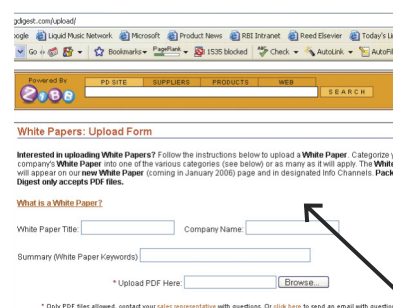 gdigest.com/upload/
oogle Liquid Music Network Microsoft Product News RBI Intranet Reed Elsevier Today's Li
Go Bookmarks PageRank 1535 blocked Check AutoLink AutoFil
Powered By PD SITE SUPPLIERS PRODUCTS WEB
ZIBB SEARCH
White Papers: Upload Form
Interested in uploading White Papers? Follow the instructions below to upload a White Paper. Categorize y
company's White Paper into one of the various categories (see below) or as many as it will apply. The White
will appear on our new White Paper (coming in January 2006) page and in designated Info Channels. Pack
Digest only accepts PDF files.
What is a White Paper?
White Paper Title: Company Name:
Summary (White Paper Keywords)
* Upload PDF Here: Browse...
* Only PDF files allowed, contact your sales representative with questions. Or click here to send an email with question